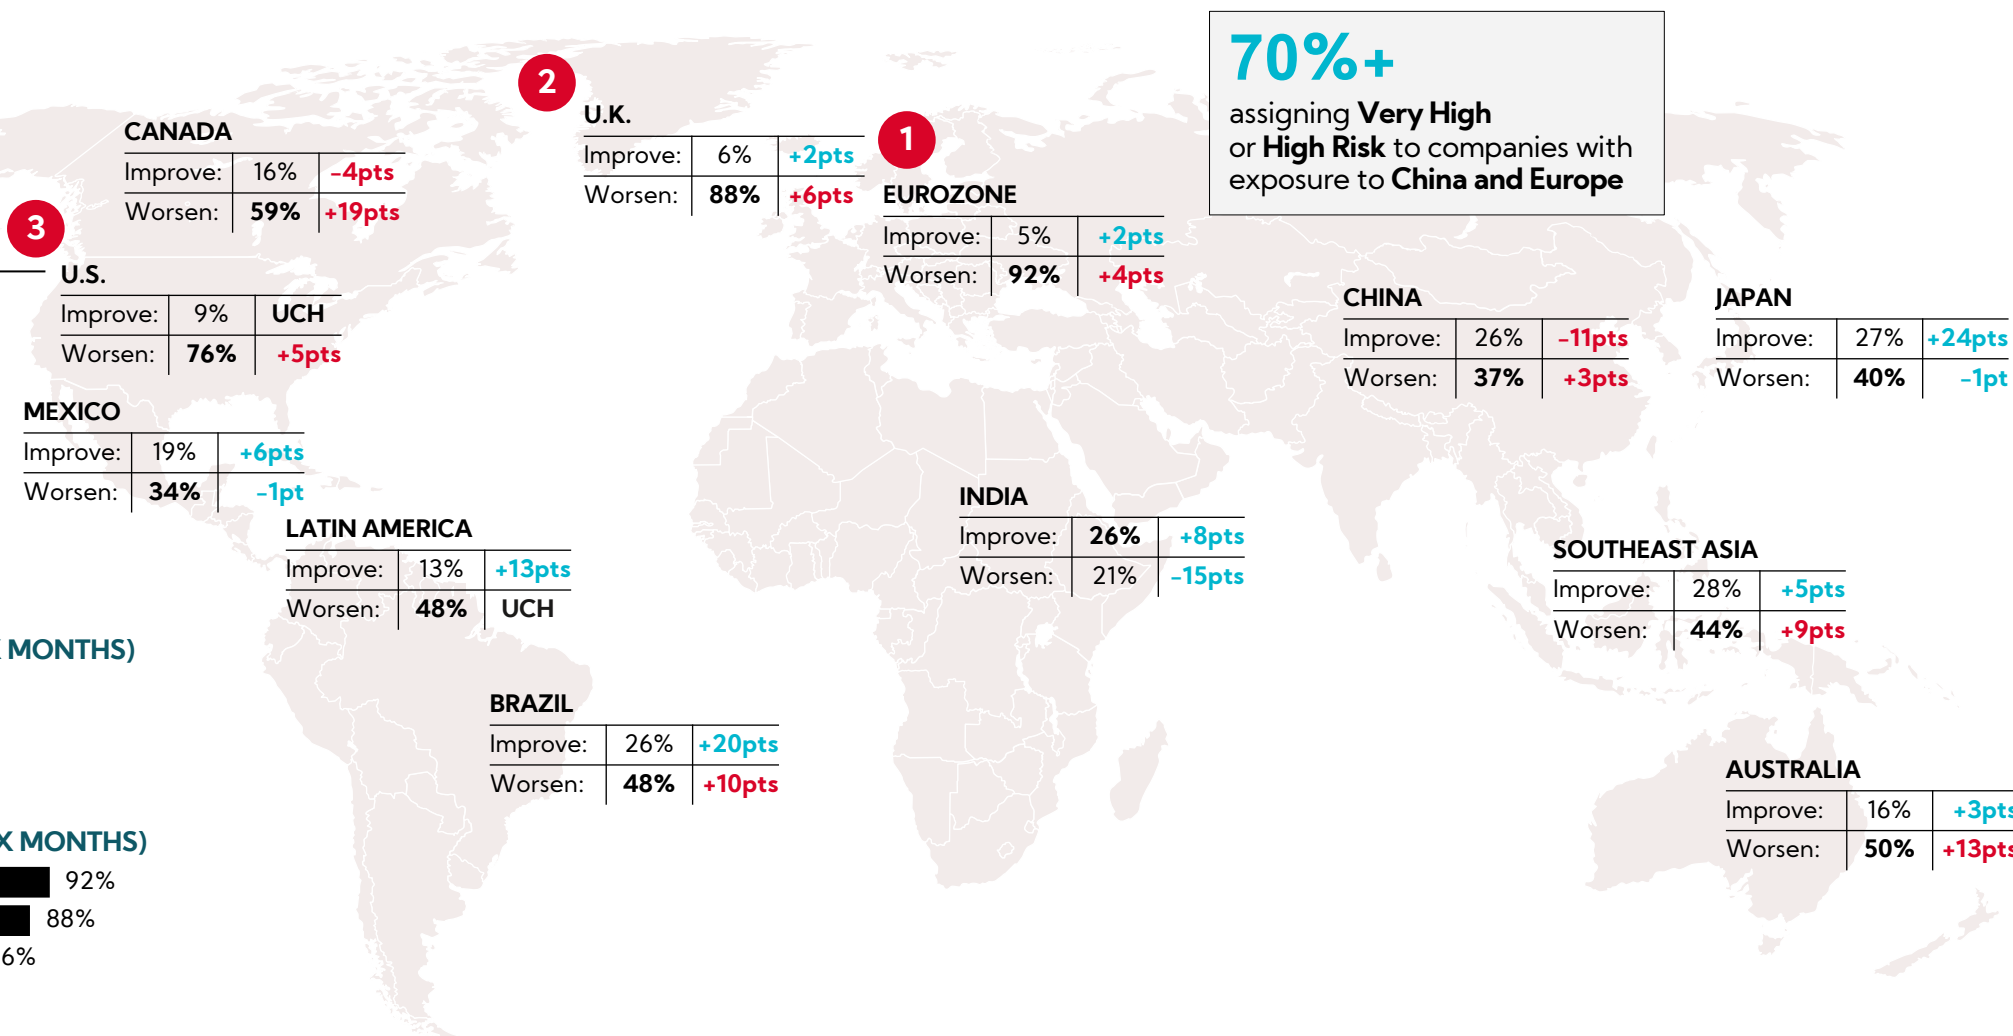 70%+
assigning Very High
or High Risk to companies with
exposure to China and Europe
2
U.K.
Improve: 6% +2pts
Worsen: 88% +6pts
1
EUROZONE
Improve: 5% +2pts
Worsen: 92% +4pts
CANADA
Improve: 16% -4pts
Worsen: 59% +19pts
3
U.S.
Improve: 9% UCH
Worsen: 76% +5pts
CHINA
Improve: 26% -11pts
Worsen: 37% +3pts
JAPAN
Improve: 27% +24pts
Worsen: 40% -1pt
MEXICO
Improve: 19% +6pts
Worsen: 34% -1pt
INDIA
Improve: 26% +8pts
Worsen: 21% -15pts
LATIN AMERICA
Improve: 13% +13pts
Worsen: 48% UCH
SOUTHEAST ASIA
Improve: 28% +5pts
Worsen: 44% +9pts
MONTHS)
BRAZIL
Improve: 26% +20pts
Worsen: 48% +10pts
AUSTRALIA
Improve: 16% +3pts
Worsen: 50% +13pts
X MONTHS)
92%
88%
6%